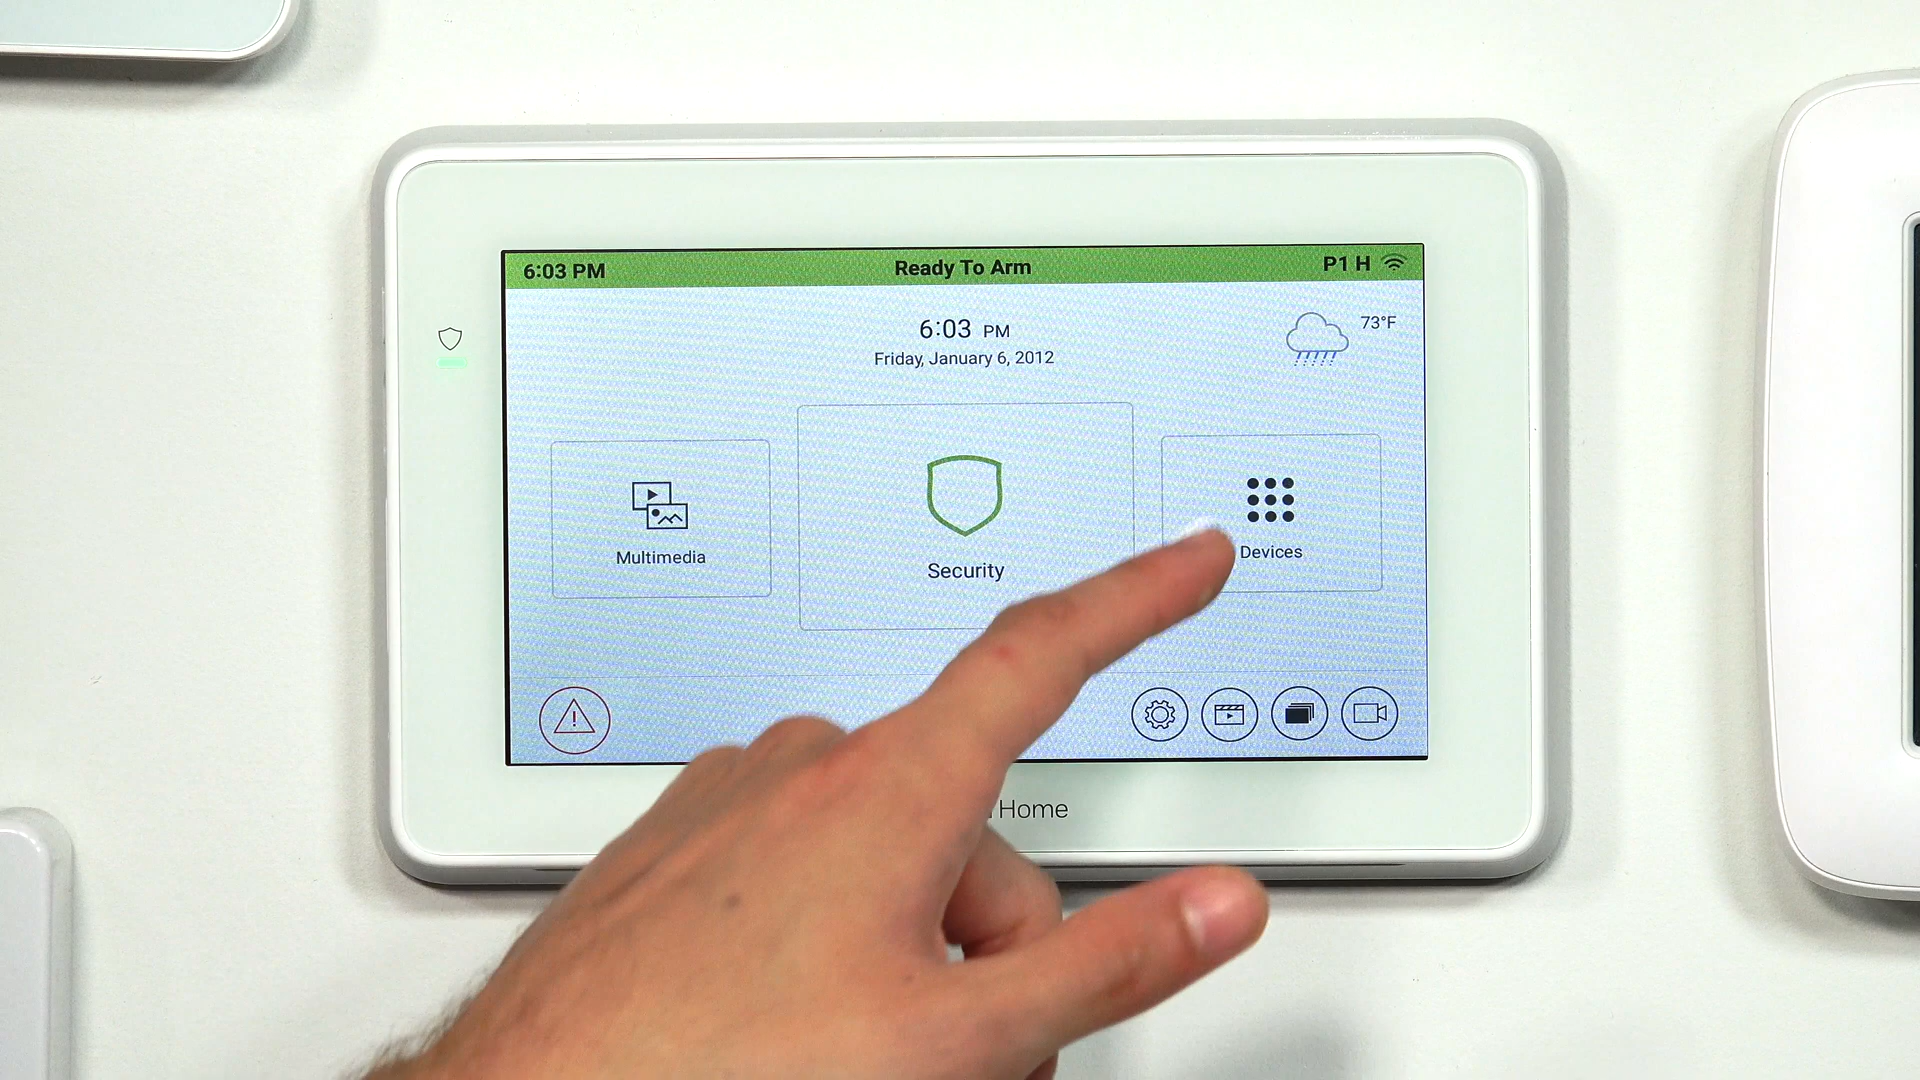 6:03 PM
Ready To Arm
P1 H
6:03 PM
Friday, January 6, 2012
73°F
Multimedia
Security
Devices
Home